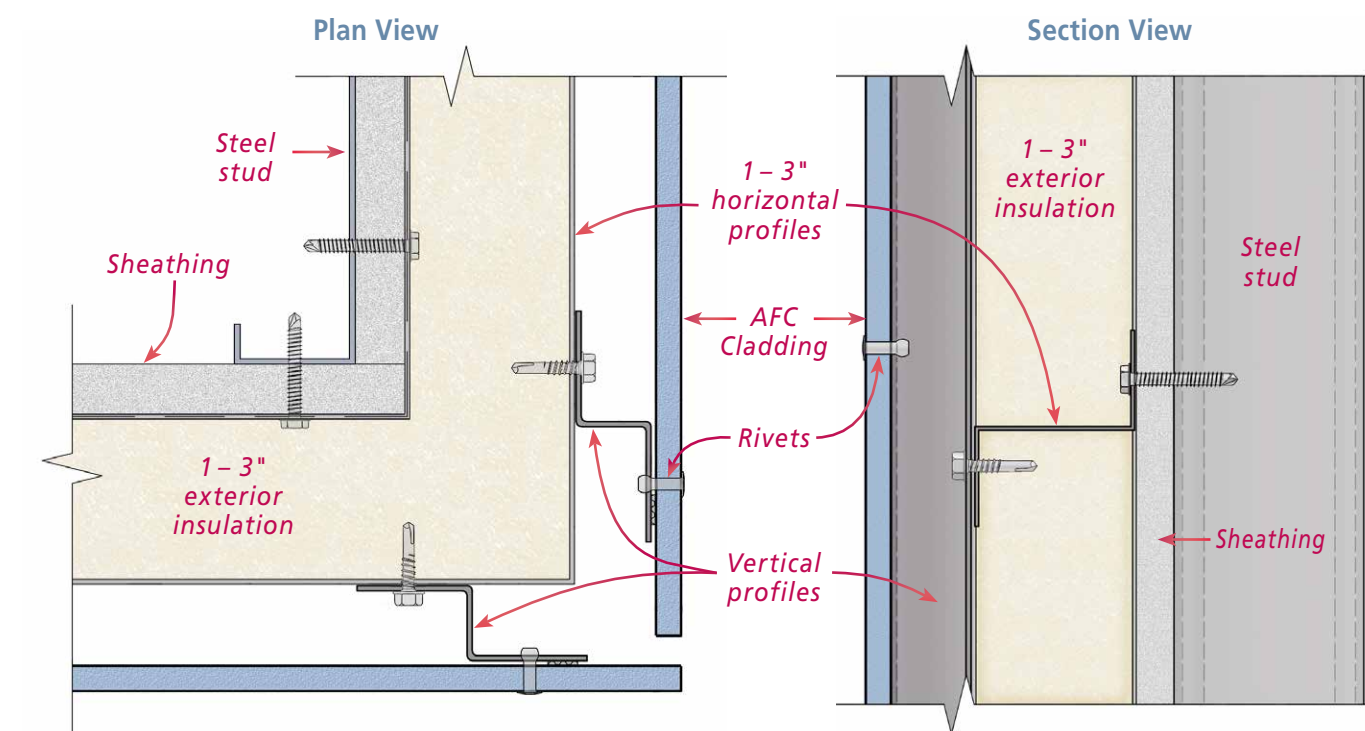 Plan View
Section View
Steel
stud
1 – 3"
horizontal
profiles
1 – 3"
exterior
insulation
Steel
stud
Sheathing
AFC
Cladding
Rivets
1 – 3"
exterior
insulation
Sheathing
Vertical
profiles